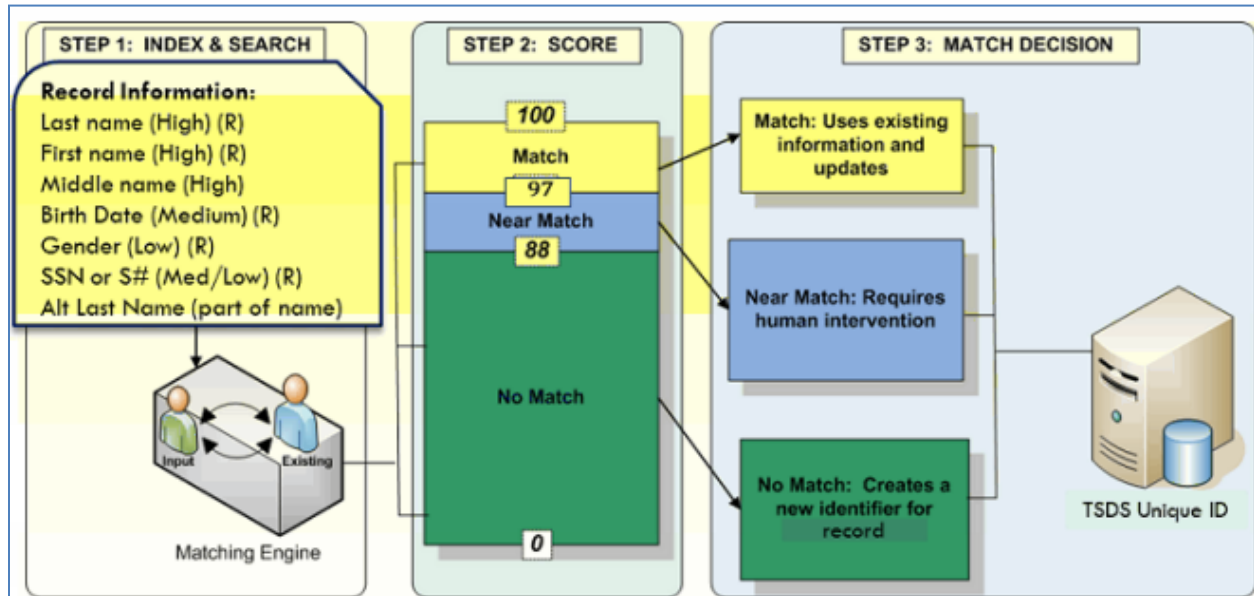 STEP 1: INDEX & SEARCH
Record Information:
Last name (High) (R)
First name (High) (R)
Middle name (High)
Birth Date (Medium) (R)
Gender (Low) (R)
SSN or S# (Med/Low) (R)
Alt Last Name (part of name)
Input
Existing
Matching Engine
STEP 2: SCORE
100
Match
97
Near Match
88
No Match
0
STEP 3: MATCH DECISION
Match: Uses existing
information and
updates
Near Match: Requires
human intervention
No Match: Creates a
new identifier for
record
TSDS Unique ID